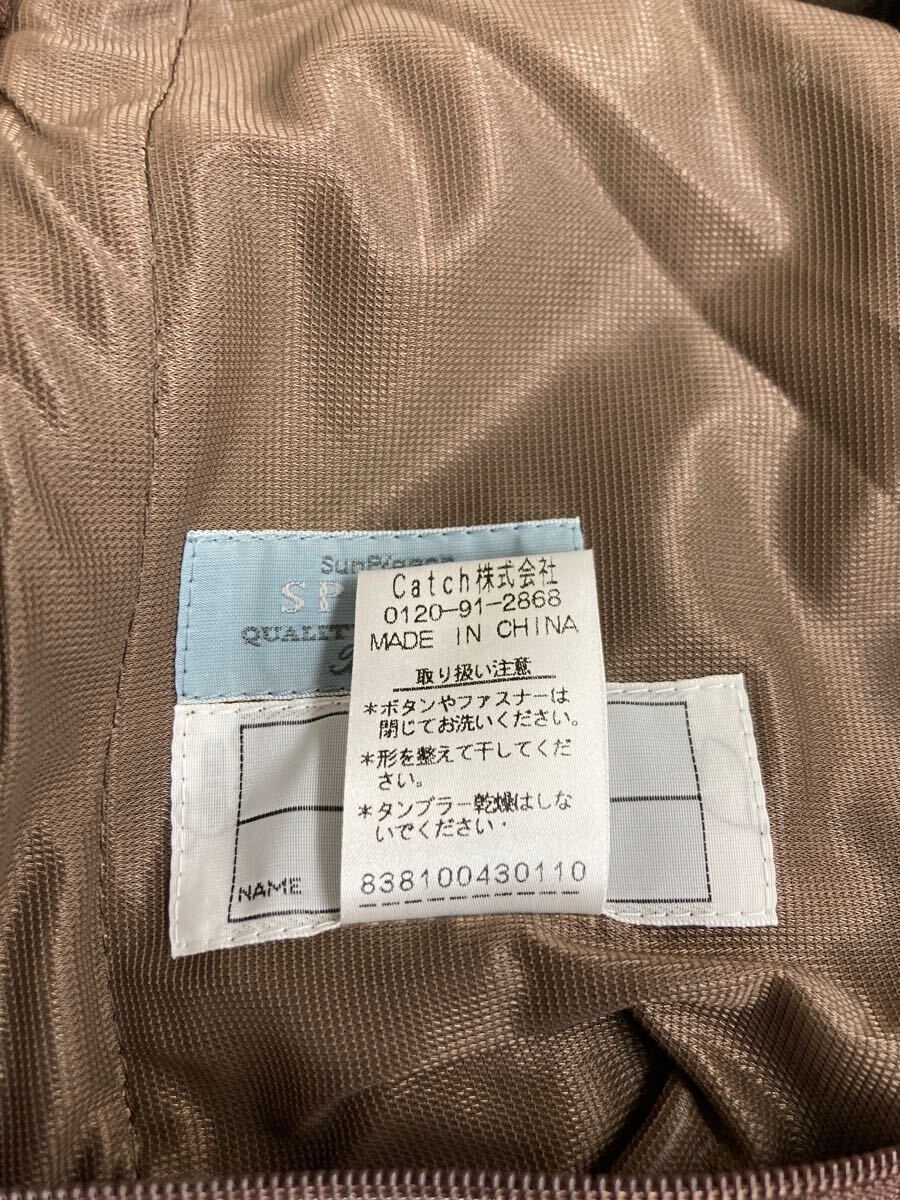 SP
QUALIT
Catch株式会社
0120-91-2868
MADE IN CHINA
取り扱い注意
*ボタンやファスナーは
閉じてお洗いください。
*形を整えて干してくだ
さい。
*タンブラー乾燥はしな
いでください・
838100430110
NAME